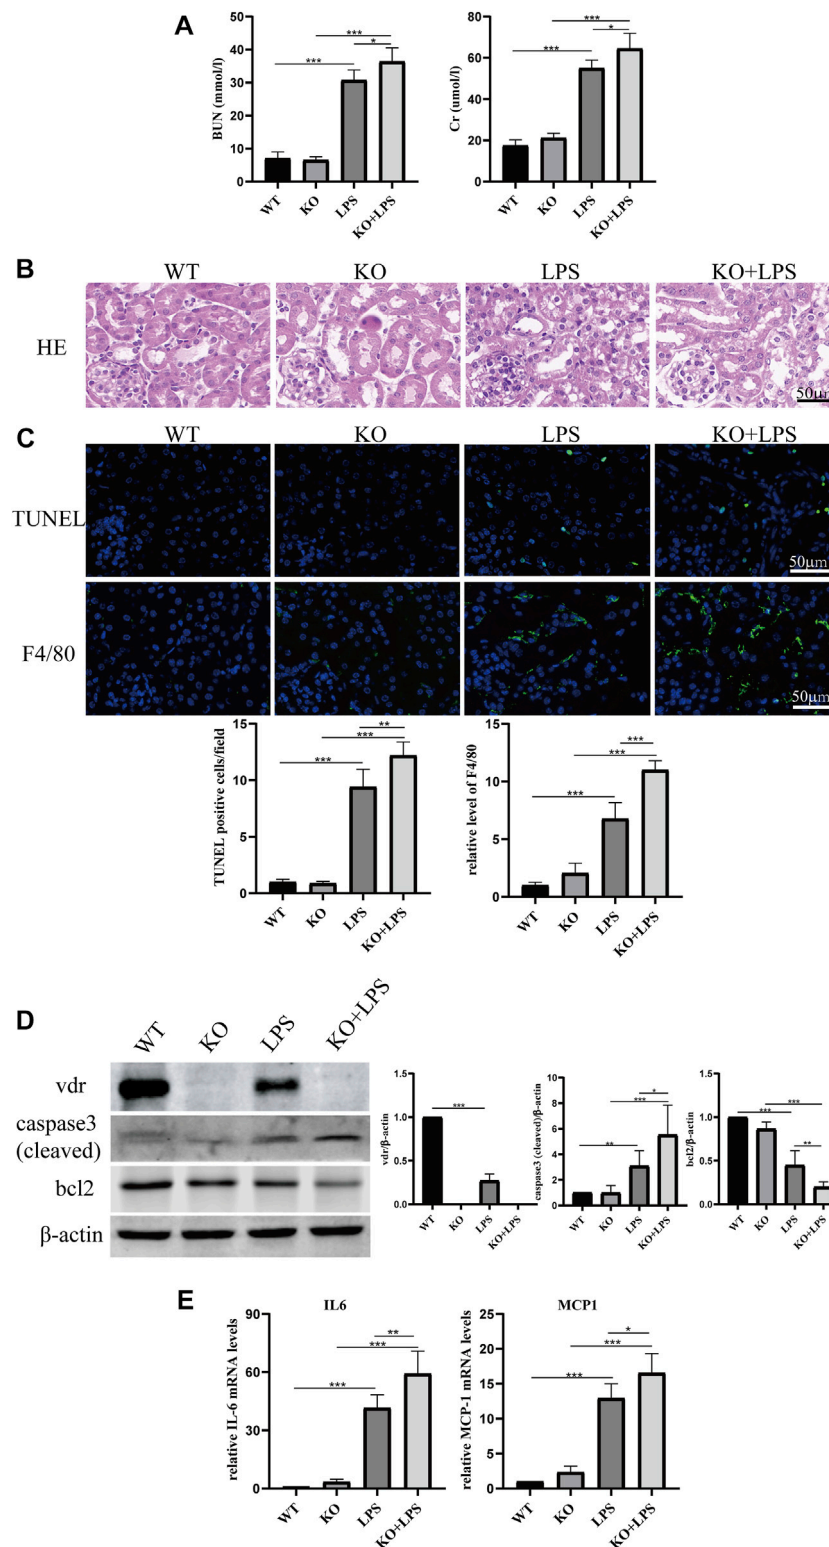 A
BUN (mmol/l)
50
40
30
20
10
0
***
***
*
WT
KO
LPS
KO+LPS
Cr (umol/l)
80
60
40
20
0
***
***
*
WT
KO
LPS
KO+LPS
B
WT KO LPS KO+LPS
HE
50μm
C
WT KO LPS KO+LPS
TUNEL
50μm
F4/80
50μm
TUNEL positive cells/field
15
10
5
0
**
***
***
WT
KO
LPS
KO+LPS
relative level of F4/80
15
10
5
0
***
***
***
WT
KO
LPS
KO+LPS
D
WT KO LPS KO+LPS
vdr
caspase3
(cleaved)
bcl2
β-actin
vdr/β-actin
1.5
1.0
0.5
0.0
***
WT
KO
LPS
KO+LPS
caspase3 (cleaved)/β-actin
10
8
6
4
2
0
*
***
**
WT
KO
LPS
KO+LPS
bcl2/β-actin
1.5
1.0
0.5
0.0
***
***
**
WT
KO
LPS
KO+LPS
E
IL6
relative IL-6 mRNA levels
90
60
30
0
**
***
***
WT
KO
LPS
KO+LPS
MCP1
relative MCP-1 mRNA levels
25
20
15
10
5
0
*
***
***
WT
KO
LPS
KO+LPS